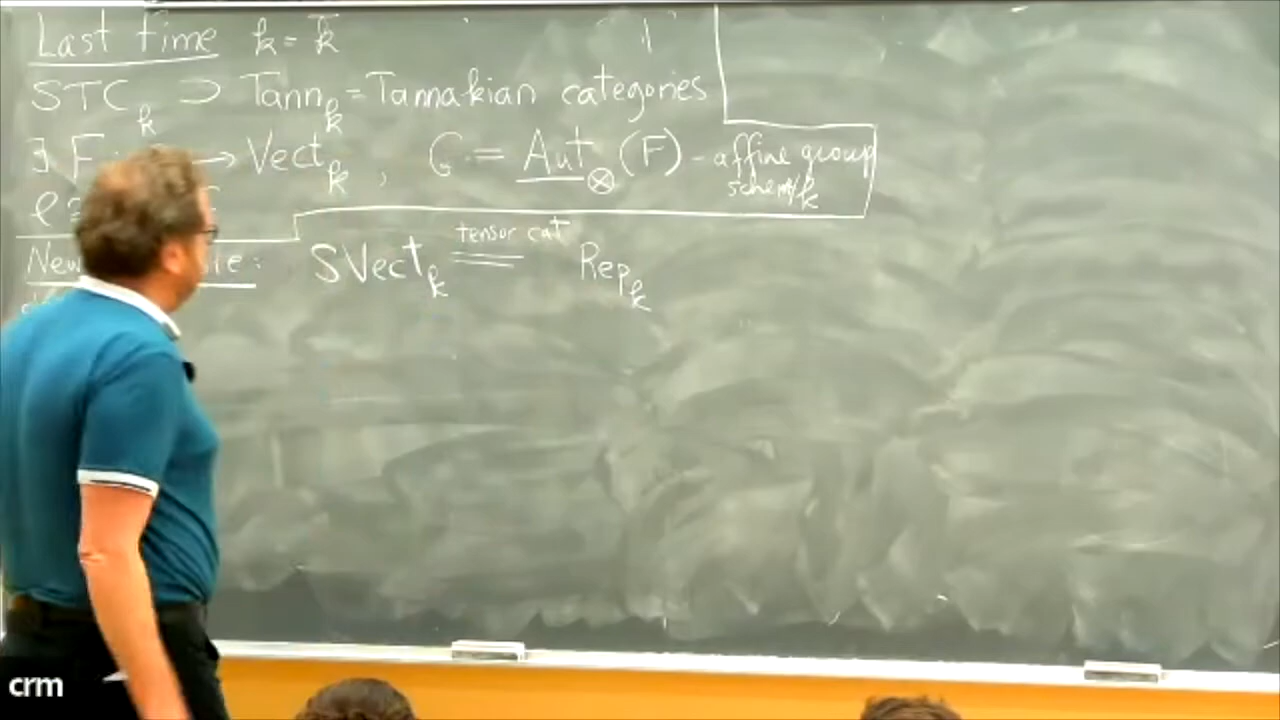 Last time k = k̄
STC_k ⊃ Tann_k = Tannakian categories
∃ F → Vect_k , G := Aut_⊗ (F) - affine group
scheme/k
New
SVect_k == Rep_k
tensor cat
crm